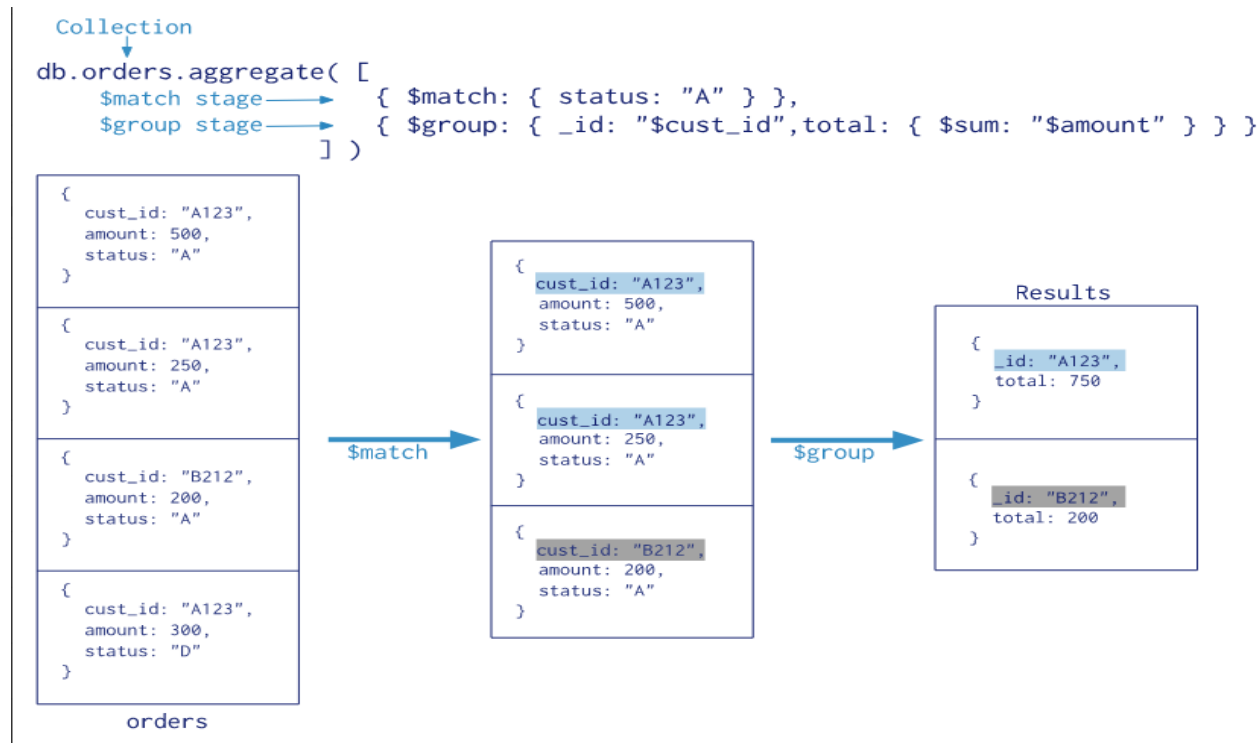 Collection
db.orders.aggregate( [
$match stage { $match: { status: "A" } },
$group stage { $group: { _id: "$cust_id",total: { $sum: "$amount" } } }
] )
{
cust_id: "A123",
amount: 500,
status: "A"
}
{
cust_id: "A123",
amount: 250,
status: "A"
}
{
cust_id: "B212",
amount: 200,
status: "A"
}
{
cust_id: "A123",
amount: 300,
status: "D"
}
orders
$match
{
cust_id: "A123",
amount: 500,
status: "A"
}
{
cust_id: "A123",
amount: 250,
status: "A"
}
{
cust_id: "B212",
amount: 200,
status: "A"
}
$group
Results
{
_id: "A123",
total: 750
}
{
_id: "B212",
total: 200
}